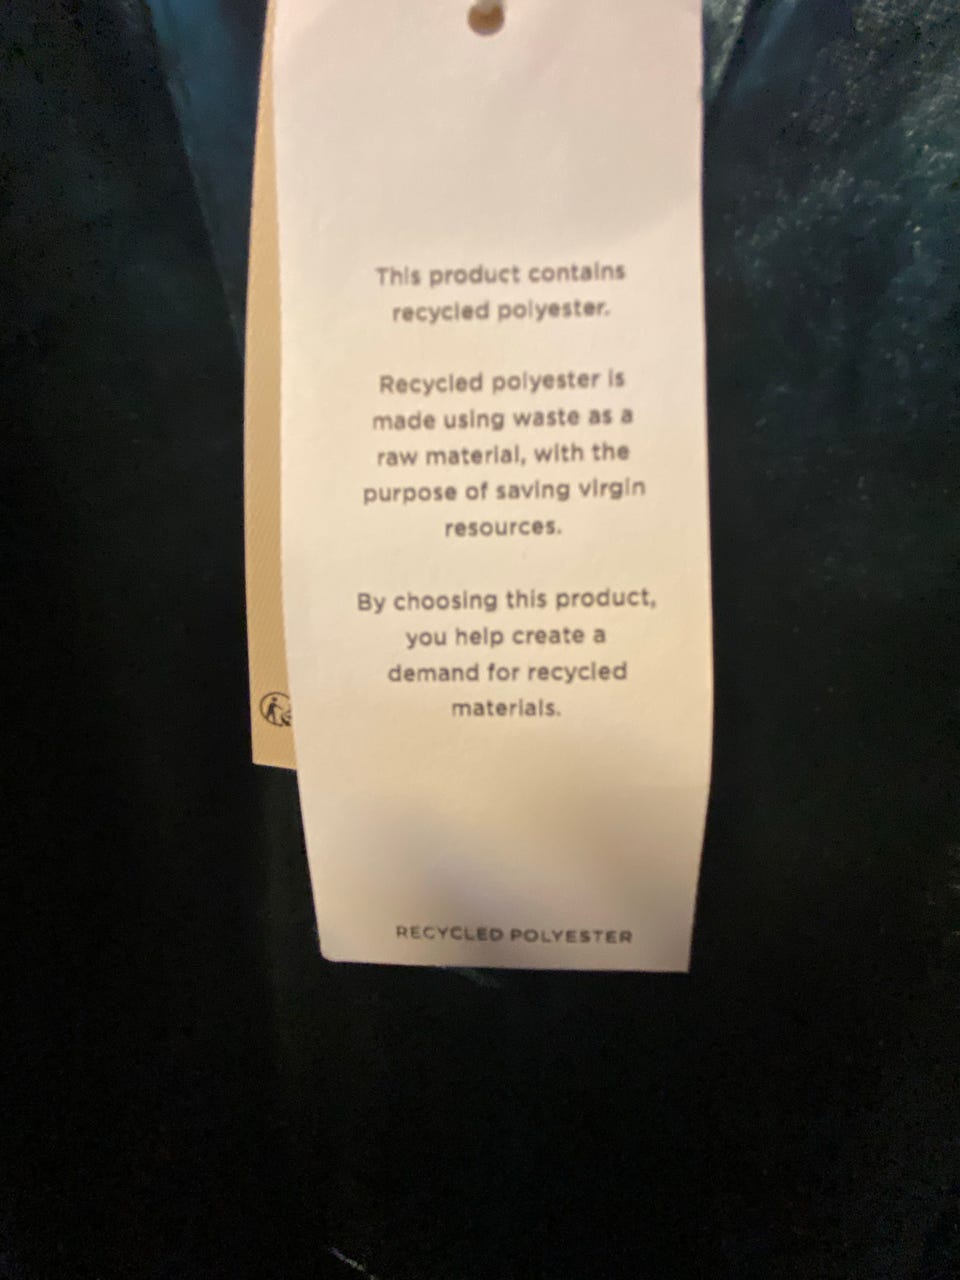 This product contains
recycled polyester.
Recycled polyester is
made using waste as a
raw material, with the
purpose of saving virgin
resources.
By choosing this product,
you help create a
demand for recycled
materials.
RECYCLED POLYESTER